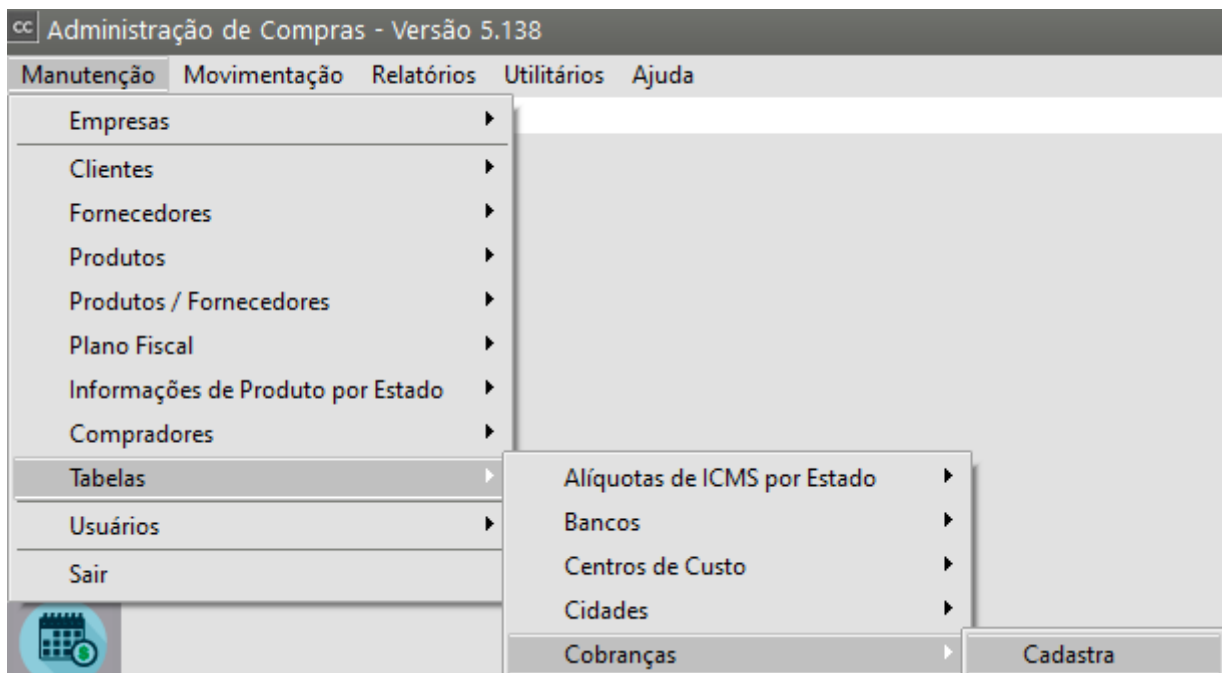 cc Administração de Compras - Versão 5.138
Manutenção Movimentação Relatórios Utilitários Ajuda
Empresas
Clientes
Fornecedores
Produtos
Produtos / Fornecedores
Plano Fiscal
Informações de Produto por Estado
Compradores
Tabelas
Usuários
Sair
Alíquotas de ICMS por Estado
Bancos
Centros de Custo
Cidades
Cobranças
Cadastra